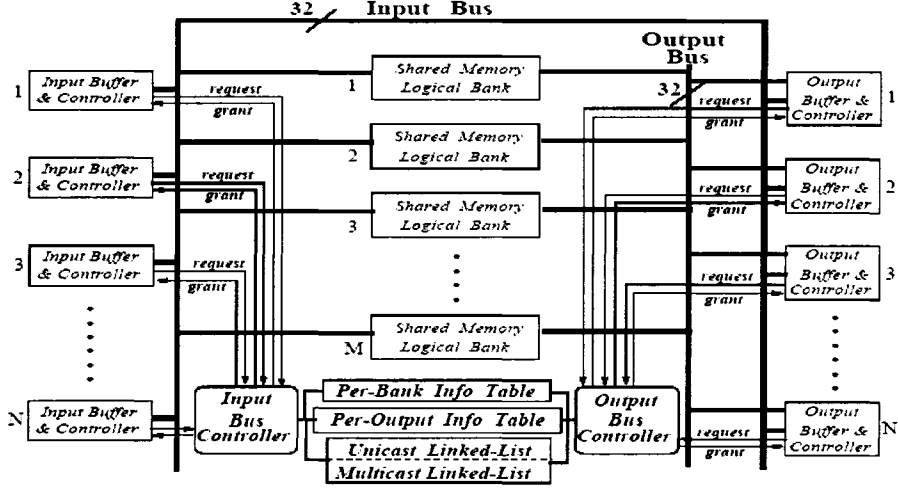 32 Input Bus
Output
Bus
32
1 Input Buffer
& Controller
request
grant
1 Shared Memory
Logical Bank
request
grant
Output
Buffer &
Controller 1
2 Input Buffer
& Controller
request
grant
2 Shared Memory
Logical Bank
request
grant
Output
Buffer &
Controller 2
3 Input Buffer
& Controller
request
grant
3 Shared Memory
Logical Bank
request
grant
Output
Buffer &
Controller 3
M Shared Memory
Logical Bank
N Input Buffer
& Controller
Input
Bus
Controller
Per-Bank Info Table
Per-Output Info Table
Unicast Linked-List
Multicast Linked-List
Output
Bus
Controller
request
grant
Output
Buffer &
Controller N